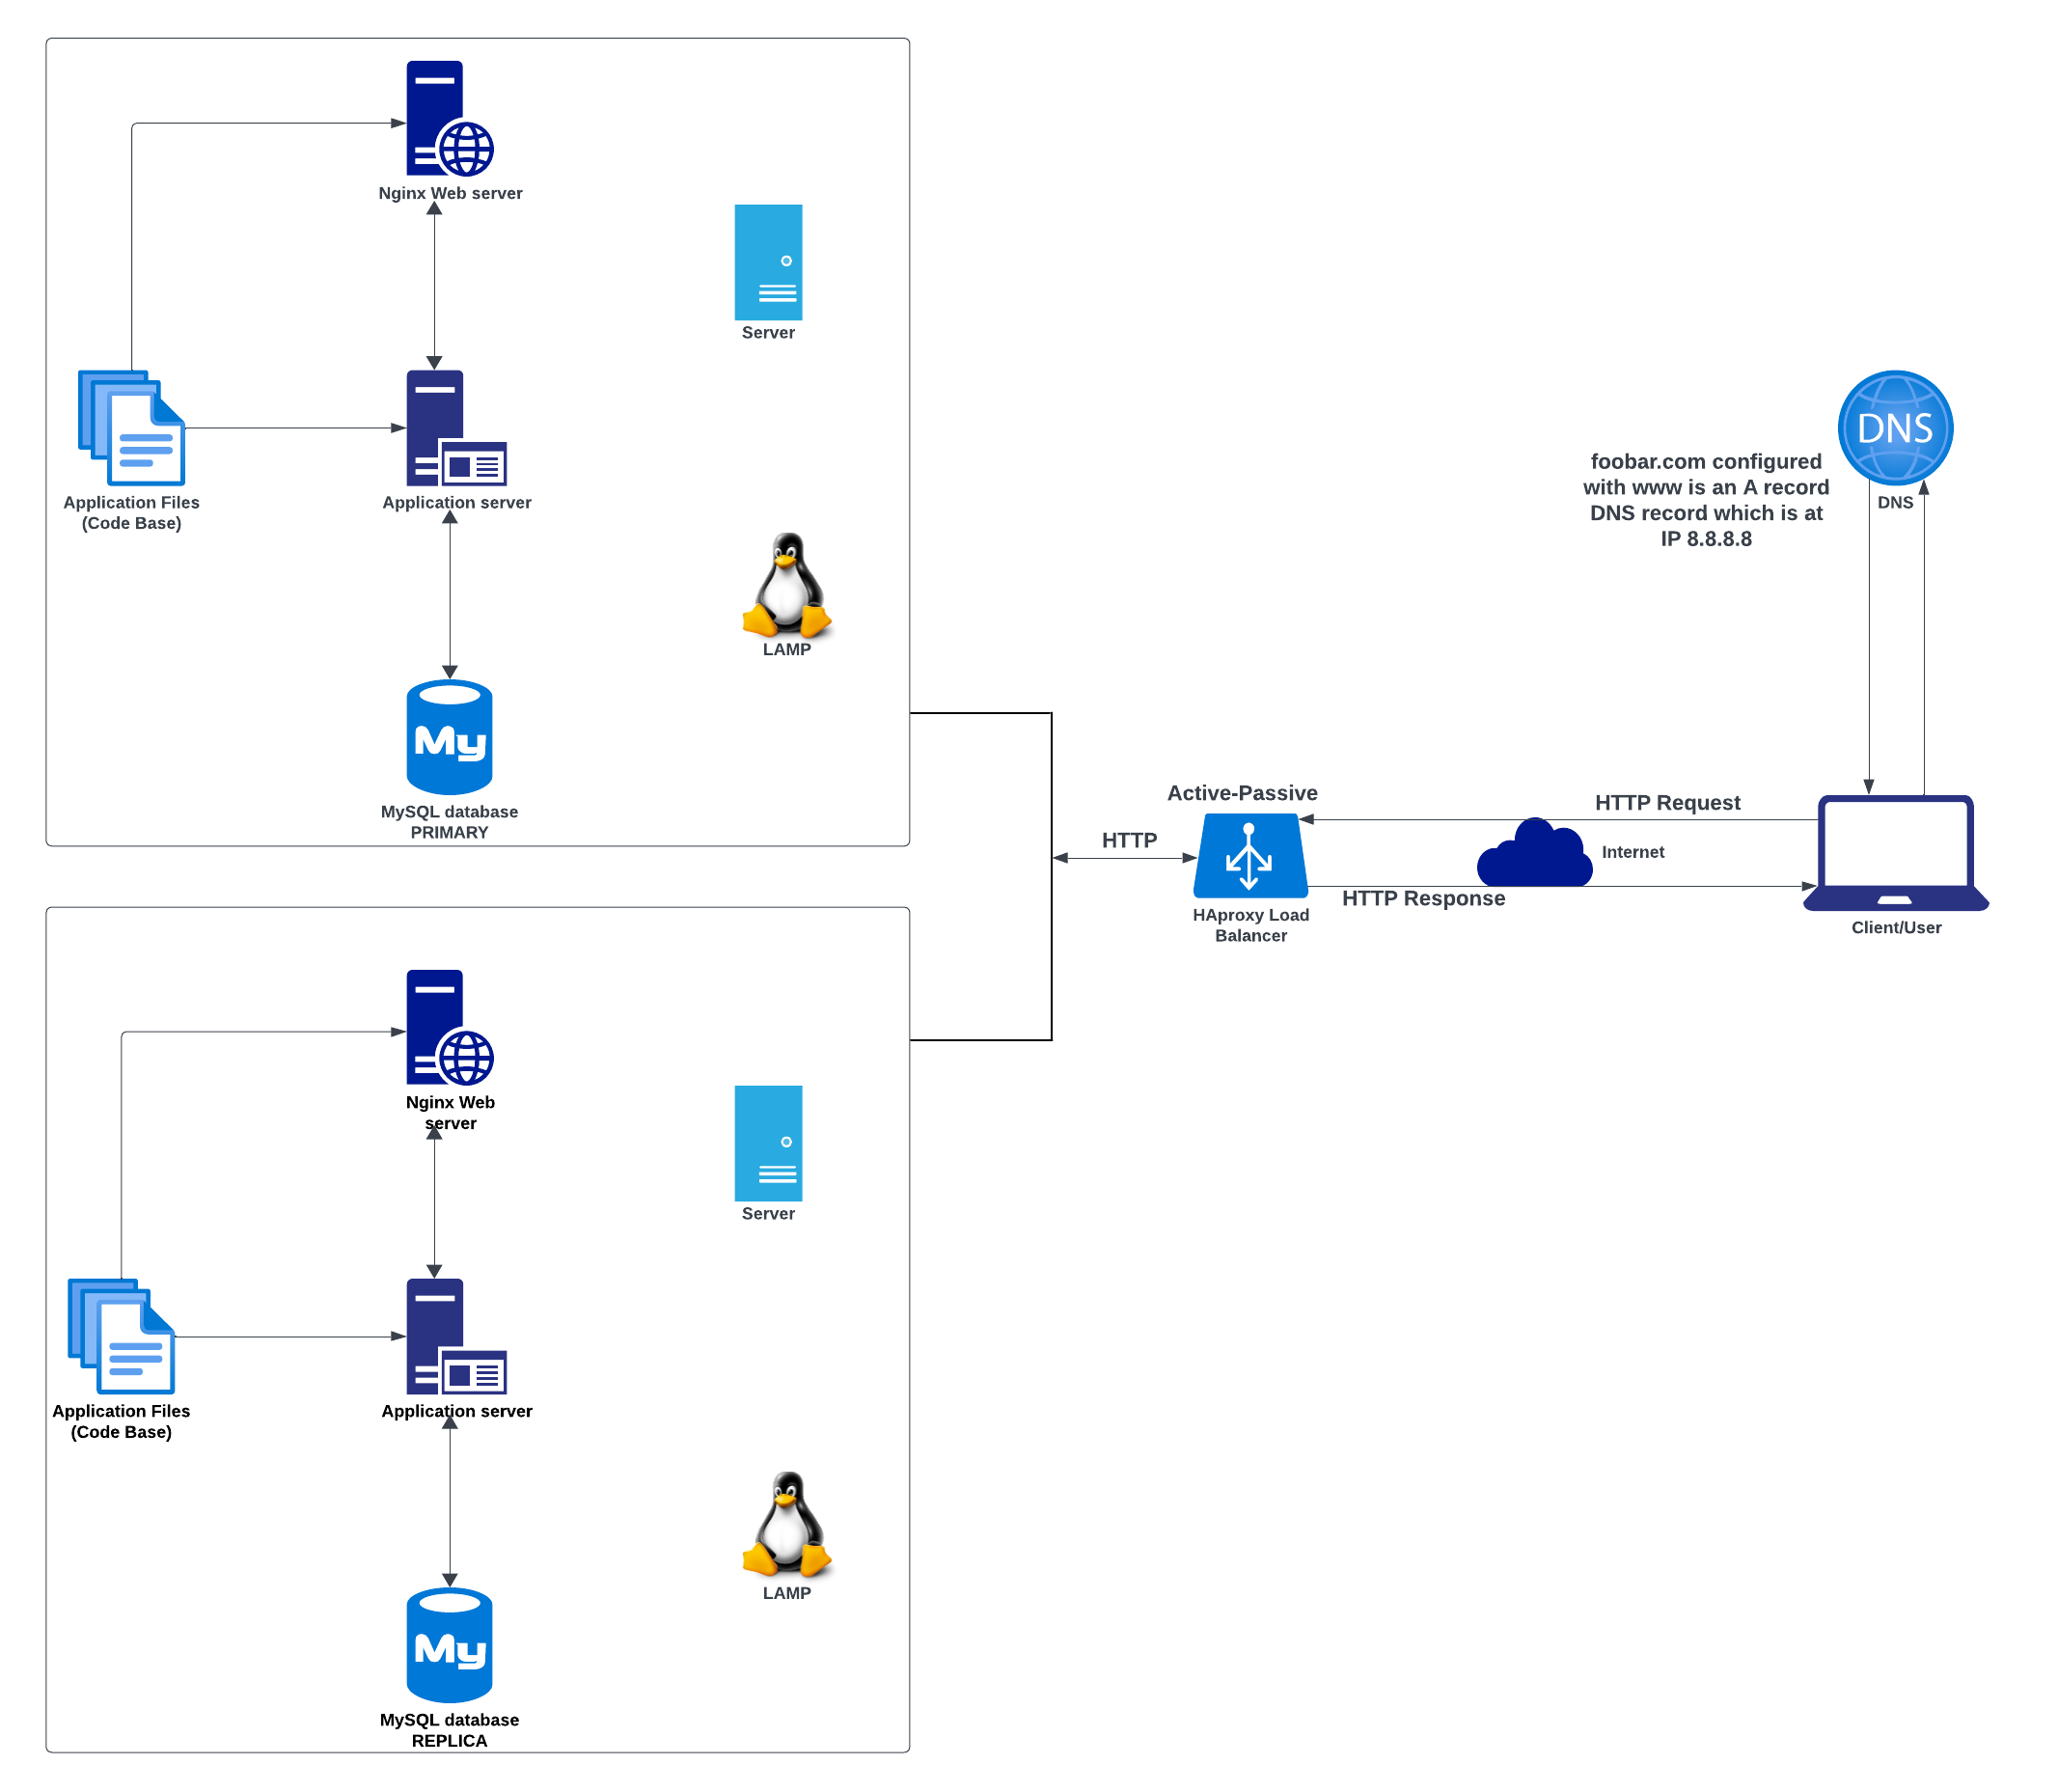 Nginx Web server
Server
Application Files
(Code Base)
Application server
LAMP
My
MySQL database
PRIMARY
DNS
foobar.com configured
with www is an A record
DNS record which is at
IP 8.8.8.8
DNS
Active-Passive
HTTP Request
HTTP
Internet
HTTP Response
HAproxy Load
Balancer
Client/User
Nginx Web
server
Server
Application Files
(Code Base)
Application server
LAMP
My
MySQL database
REPLICA